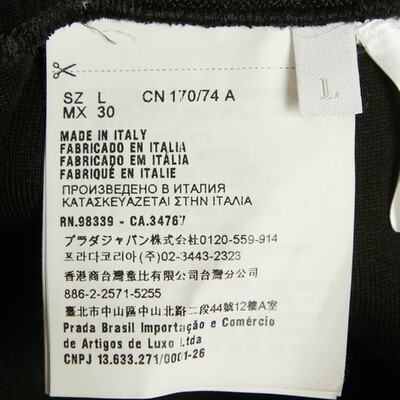 SZ L CN 170/74 A
MX 30
MADE IN ITALY
FABRICADO EN ITALIA
FABRICADO EM ITÀLIA
FABRIQUÉ EN ITALIE
ПРОИЗВЕДЕНО В ИТАЛИЯ
ΚΑΤΑΣΚΕΥΑΖΕΤΑΙ ΣΤΗΝ ΙΤΑΛΙΑ
RN.98339 - CA.34767
プラダジャパン株式会社0120-559-914
프라다코리아(주)02-3443-2323
香港商台灣壹比有限公司台灣分公司
886-2-2571-5255
臺北市中山區中山北路二段44號12樓A室
Prada Brasil Importação e Comércio
de Artigos de Luxo Ltda
CNPJ 13.633.271/0001-26
L